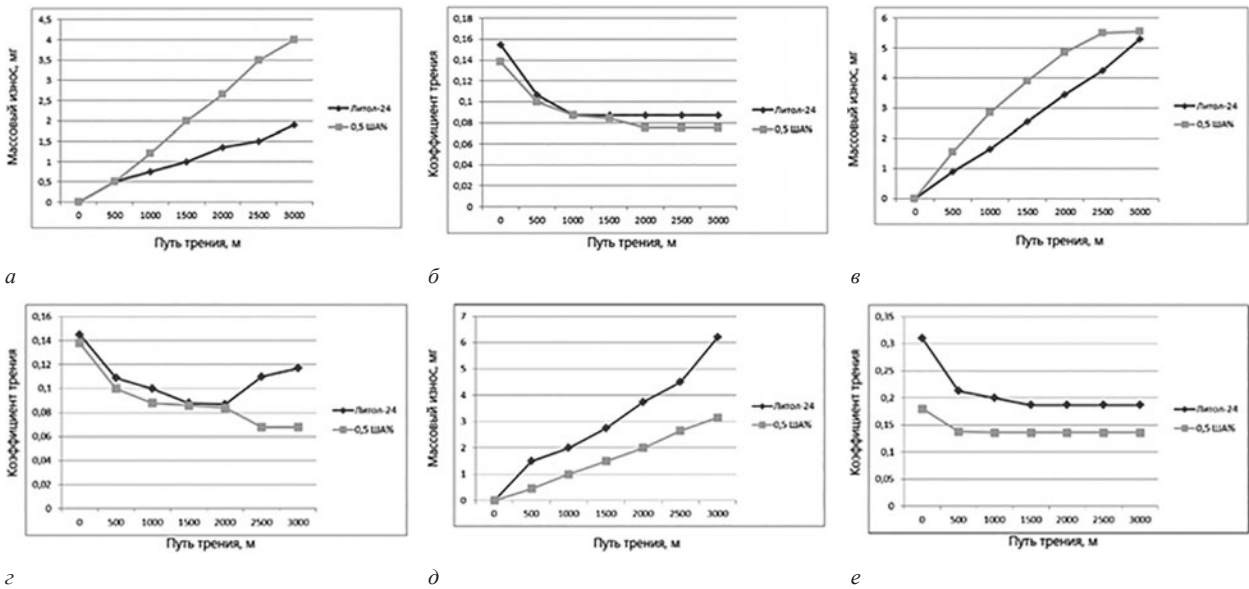 Массовый износ, мг
4,5
4
3,5
3
2,5
2
1,5
1
0,5
0
0 500 1000 1500 2000 2500 3000
Путь трения, м
Литол-24
0,5 ША%
а
Коэффициент трения
0,18
0,16
0,14
0,12
0,1
0,08
0,06
0,04
0,02
0
0 500 1000 1500 2000 2500 3000
Путь трения, м
Литол-24
0,5 ША%
б
Массовый износ, мг
6
5
4
3
2
1
0
0 500 1000 1500 2000 2500 3000
Путь трения, м
Литол-24
0,5 ША%
в
Коэффициент трения
0,16
0,14
0,12
0,1
0,08
0,06
0,04
0,02
0
0 500 1000 1500 2000 2500 3000
Путь трения, м
Литол-24
0,5 ША%
г
Массовый износ, мг
7
6
5
4
3
2
1
0
0 500 1000 1500 2000 2500 3000
Путь трения, м
Литол-24
0,5 ША%
д
Коэффициент трения
0,35
0,3
0,25
0,2
0,15
0,1
0,05
0
0 500 1000 1500 2000 2500 3000
Путь трения, м
Литол-24
0,5 ША%
е